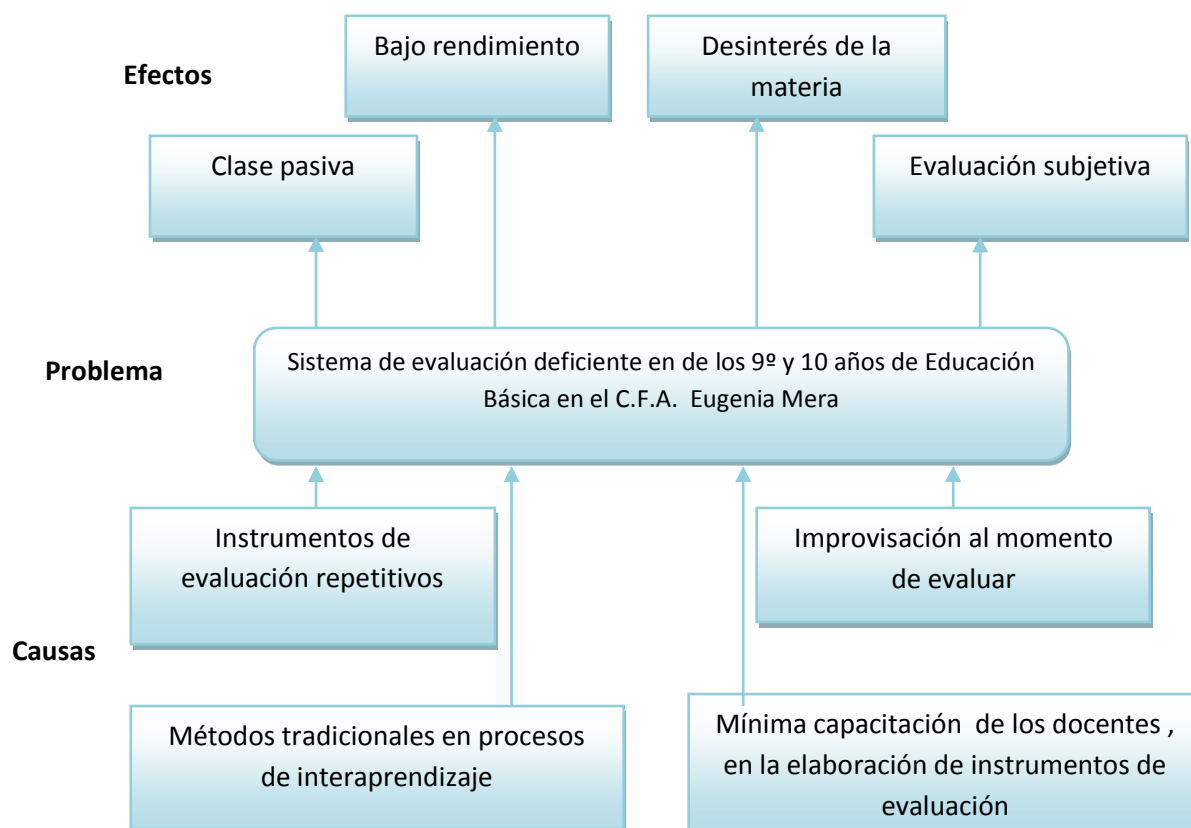 Bajo rendimiento
Desinterés de la
materia
Efectos
Clase pasiva
Evaluación subjetiva
Problema
Sistema de evaluación deficiente en de los 9º y 10 años de Educación
Básica en el C.F.A.  Eugenia Mera
Instrumentos de
evaluación repetitivos
Improvisación al momento
de evaluar
Causas
Métodos tradicionales en procesos
de interaprendizaje
Mínima capacitación  de los docentes ,
en la elaboración de instrumentos de
evaluación